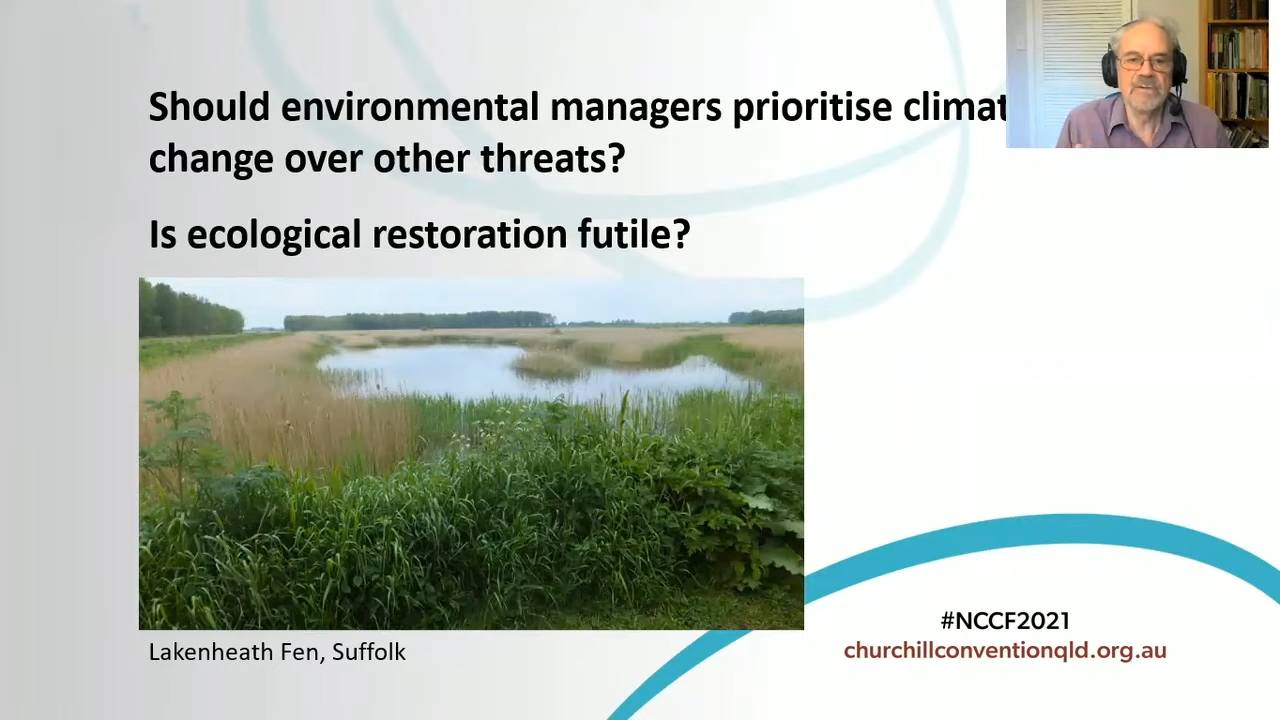 Should environmental managers prioritise climat
change over other threats?
Is ecological restoration futile?
Lakenheath Fen, Suffolk
#NCCF2021
churchillconventionqld.org.au